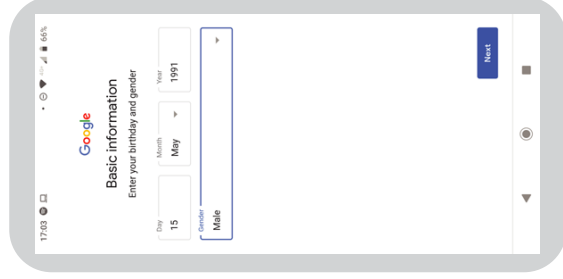 17:03 66%
Google
Basic information
Enter your birthday and gender
Day Month Year
15 May 1991
Gender
Male
Next